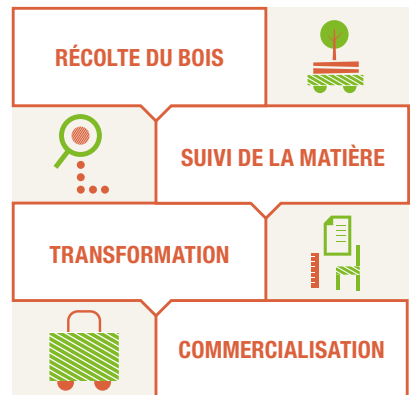 RÉCOLTE DU BOIS
SUIVI DE LA MATIÈRE
TRANSFORMATION
COMMERCIALISATION